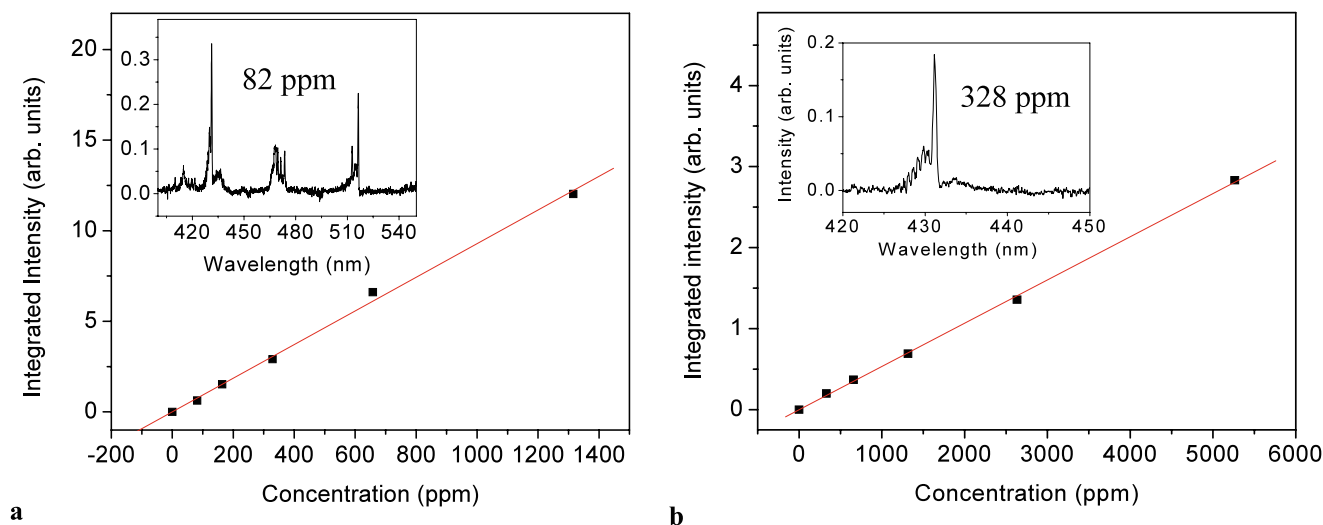 20
15
10
5
0
-200 0 200 400 600 800 1000 1200 1400
Integrated Intensity (arb. units)
Concentration (ppm)
82 ppm
0.3
0.2
0.1
0.0
420 450 480 510 540
Wavelength (nm)
a
4
3
2
1
0
0 1000 2000 3000 4000 5000 6000
Integrated intensity (arb. units)
Concentration (ppm)
328 ppm
0.2
0.1
0.0
420 430 440 450
Intensity (arb. units)
Wavelength (nm)
b